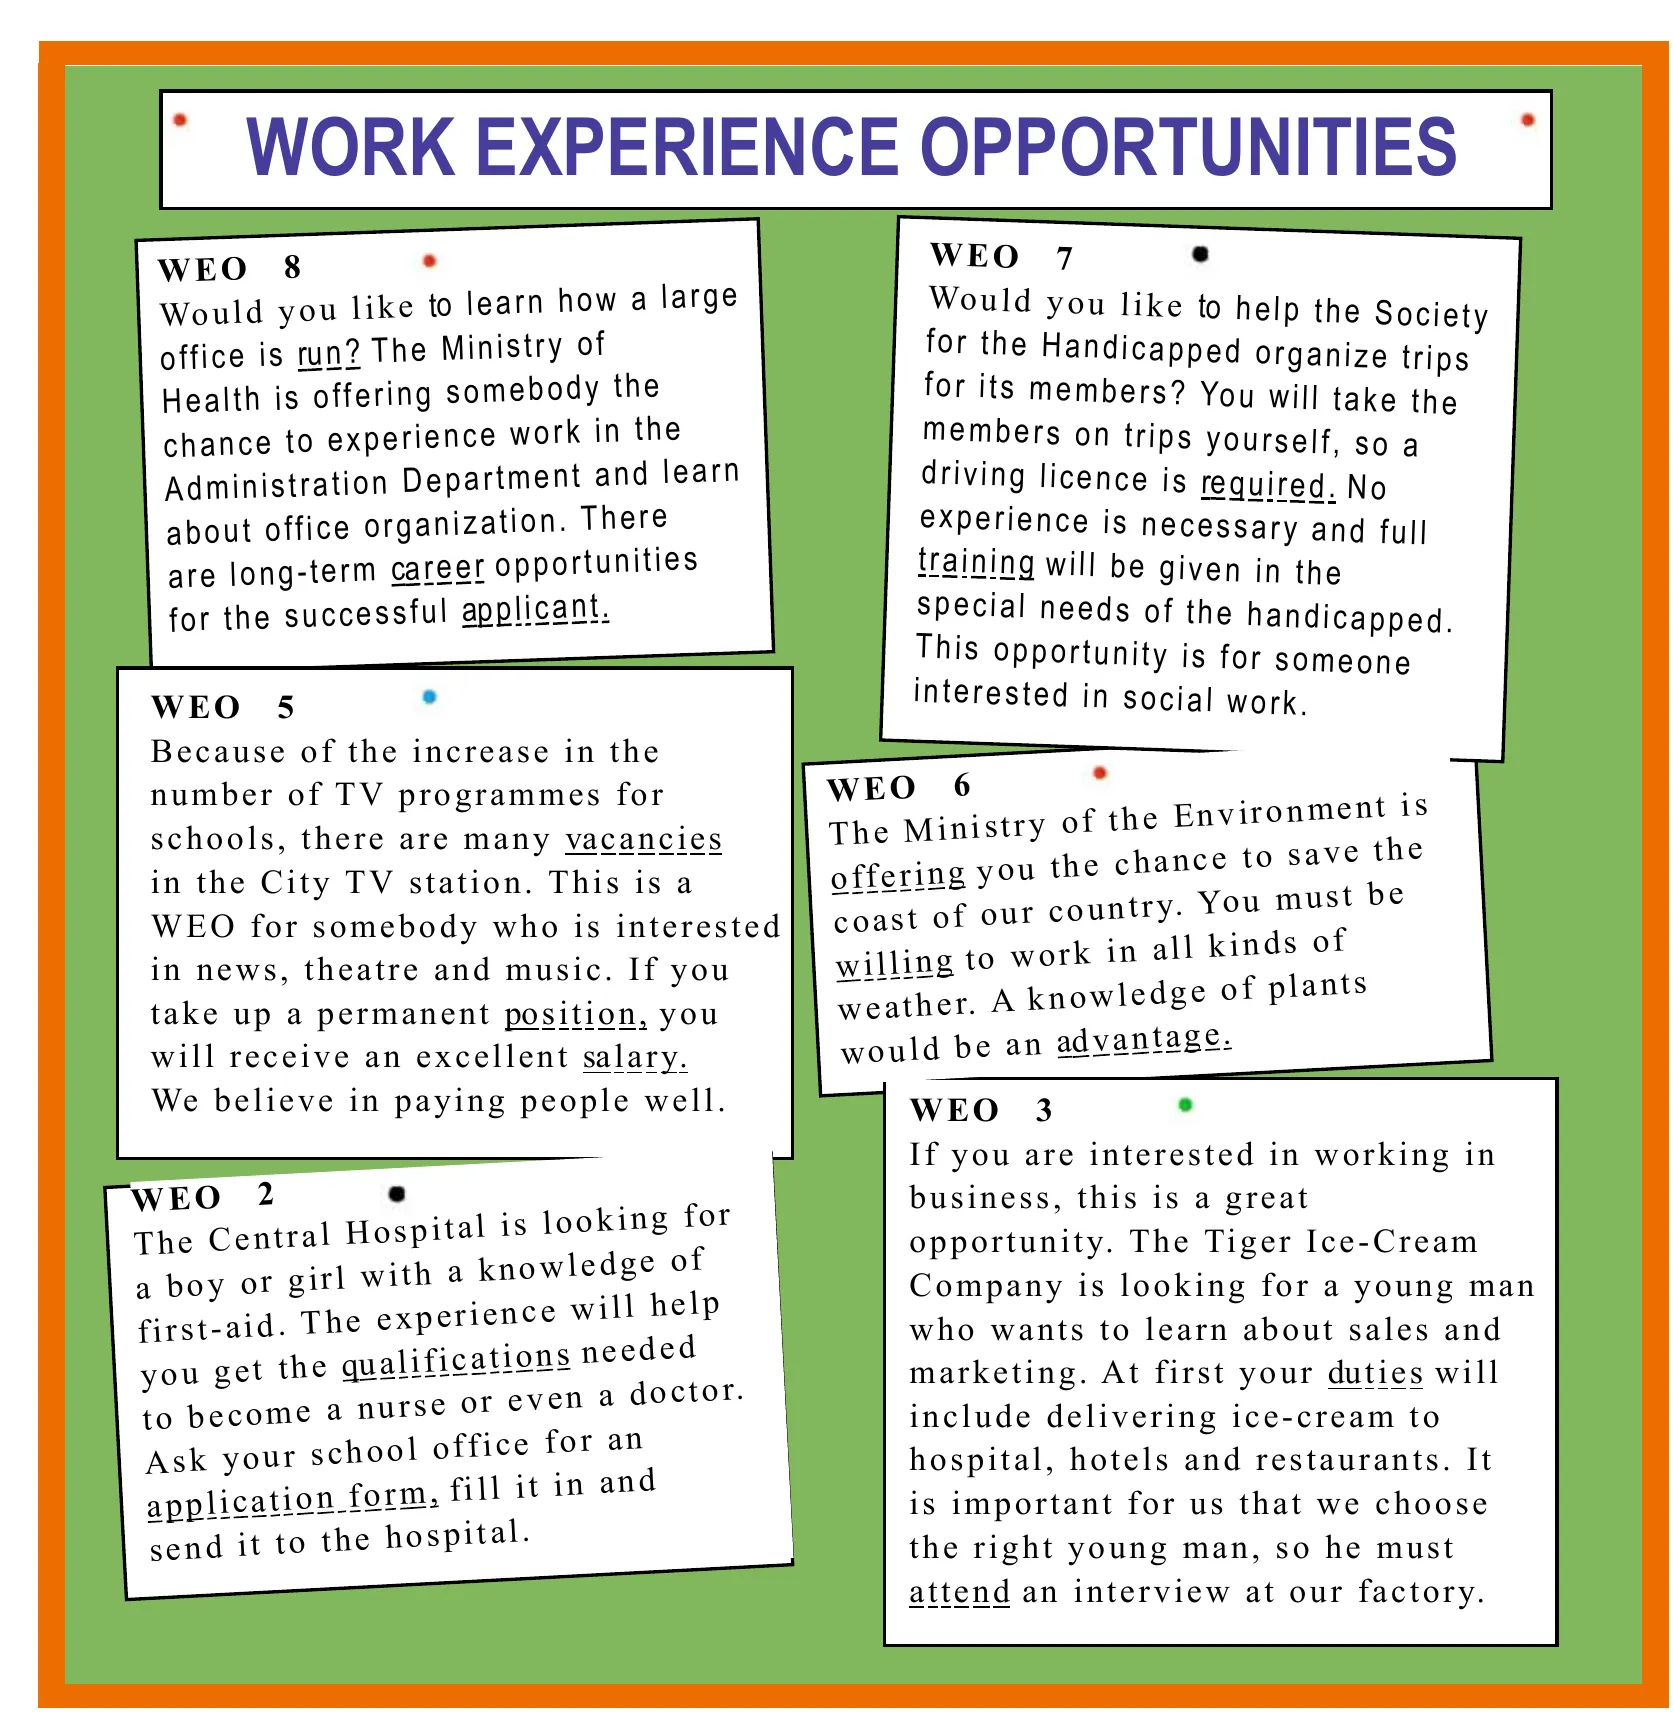 WORK EXPERIENCE OPPORTUNITIES
WEO 8
Would you like to learn how a large
office is run? The Ministry of
Health is offering somebody the
chance to experience work in the
Administration Department and learn
about office organization. There
are long-term career opportunities
for the successful applicant.
WEO 7
Would you like to help the Society
for the Handicapped organize trips
for its members? You will take the
members on trips yourself, so a
driving licence is required. No
experience is necessary and full
training will be given in the
special needs of the handicapped.
This opportunity is for someone
interested in social work.
WEO 5
Because of the increase in the
number of TV programmes for
schools, there are many vacancies
in the City TV station. This is a
WEO for somebody who is interested
in news, theatre and music. If you
take up a permanent position, you
will receive an excellent salary.
We believe in paying people well.
WEO 6
The Ministry of the Environment is
offering you the chance to save the
coast of our country. You must be
willing to work in all kinds of
weather. A knowledge of plants
would be an advantage.
WEO 2
The Central Hospital is looking for
a boy or girl with a knowledge of
first-aid. The experience will help
you get the qualifications needed
to become a nurse or even a doctor.
Ask your school office for an
application form, fill it in and
send it to the hospital.
WEO 3
If you are interested in working in
business, this is a great
opportunity. The Tiger Ice-Cream
Company is looking for a young man
who wants to learn about sales and
marketing. At first your duties will
include delivering ice-cream to
hospital, hotels and restaurants. It
is important for us that we choose
the right young man, so he must
attend an interview at our factory.